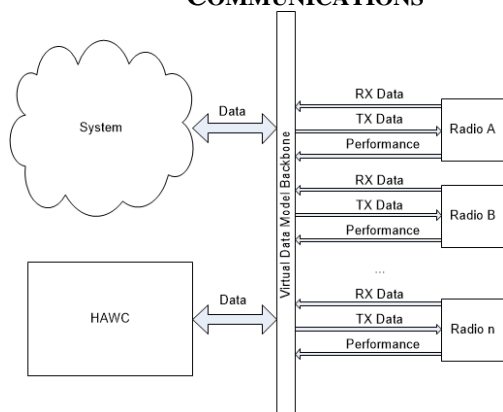 COMMUNICATIONS
System
Data
HAWC
Data
Virtual Data Model Backbone
RX Data
TX Data
Performance
Radio A
RX Data
TX Data
Performance
Radio B
...
RX Data
TX Data
Performance
Radio n